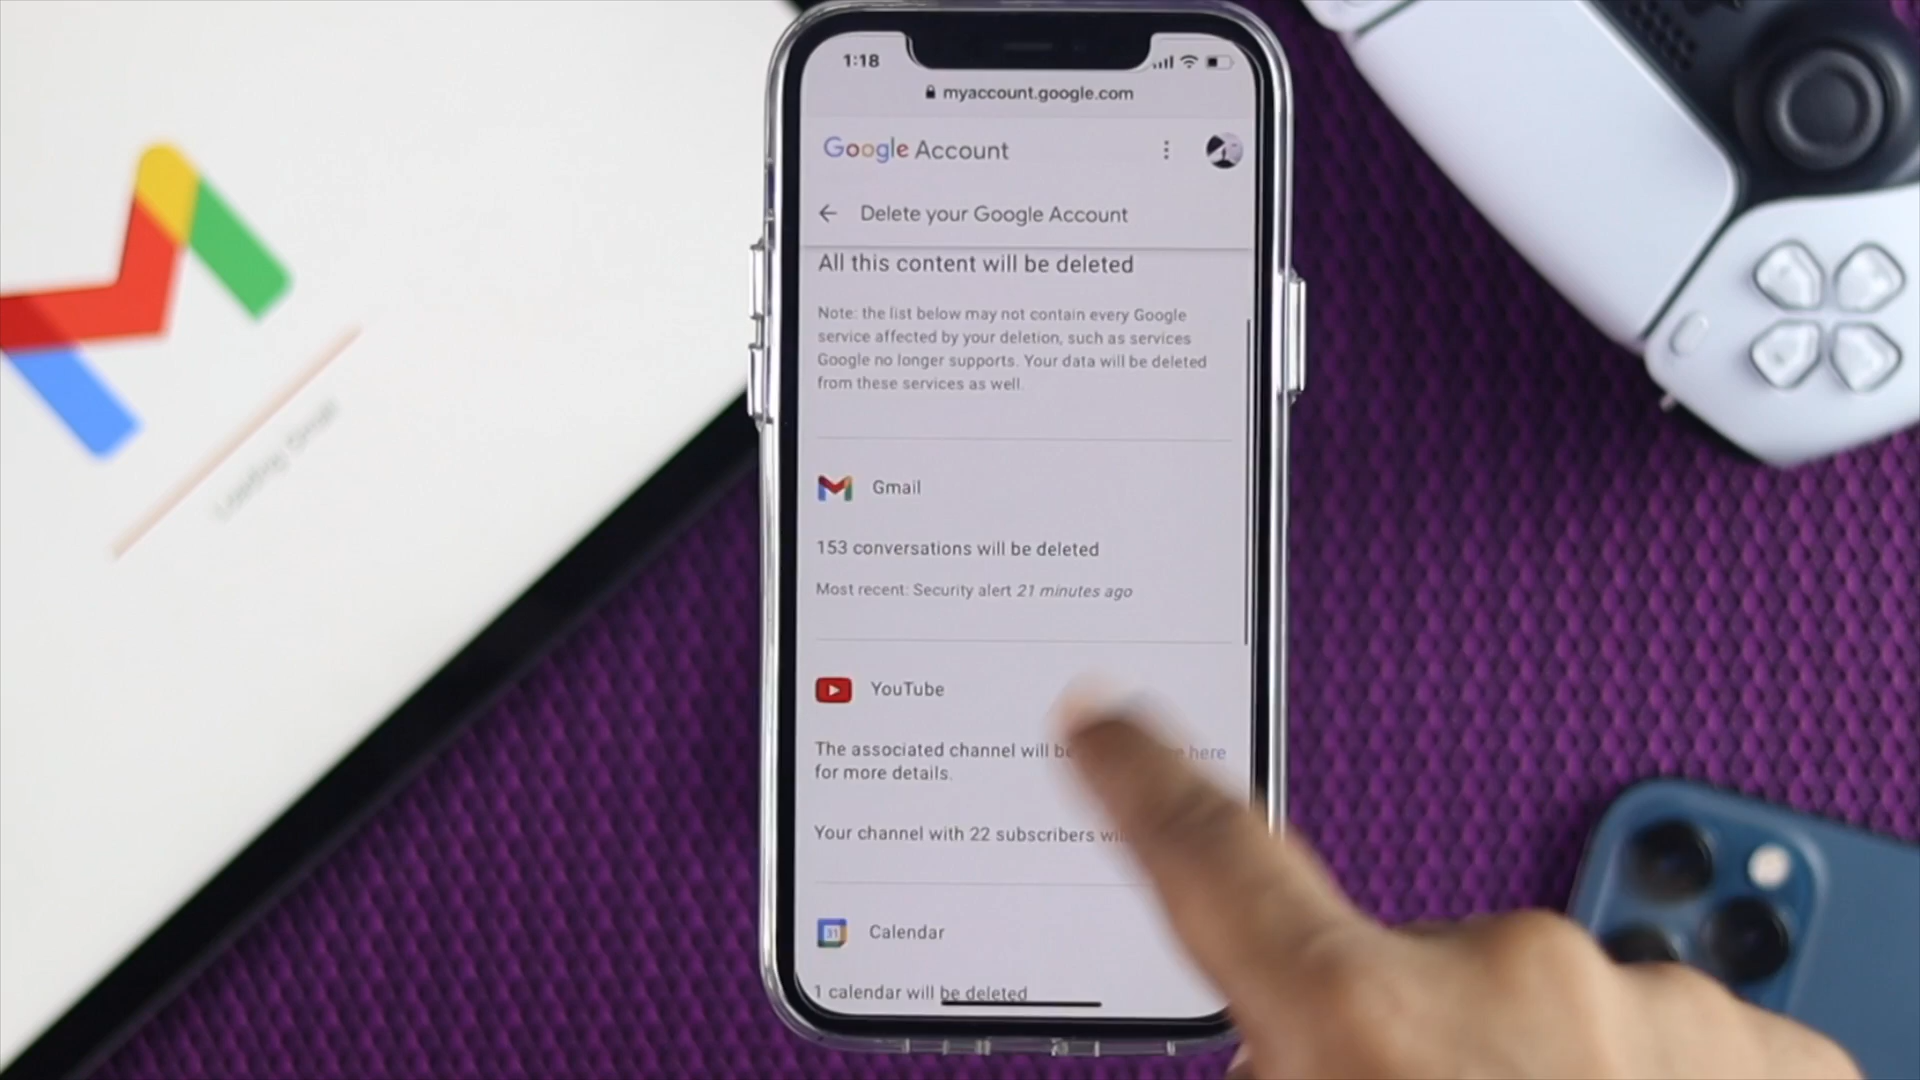 1:18
myaccount.google.com
Google Account
Delete your Google Account
All this content will be deleted
Note: the list below may not contain every Google
service affected by your deletion, such as services
Google no longer supports. Your data will be deleted
from these services as well.
Gmail
153 conversations will be deleted
Most recent: Security alert 21 minutes ago
YouTube
The associated channel will be here
for more details.
Your channel with 22 subscribers
31
Calendar
1 calendar will be deleted
Loading Gmail